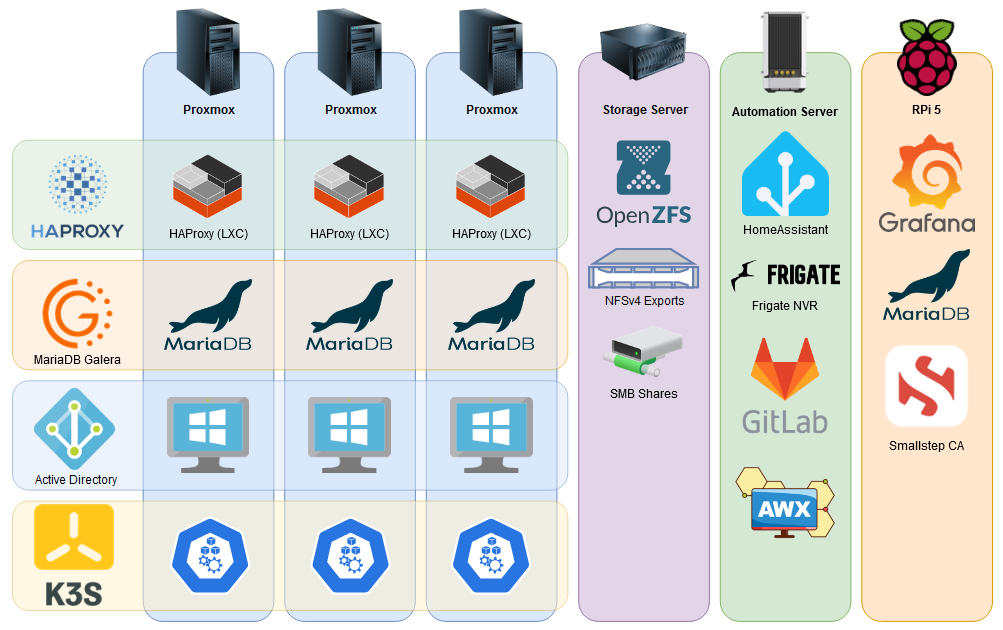 Proxmox
Proxmox
Proxmox
Storage Server
Automation Server
RPi 5
HAPROXY
HAProxy (LXC)
HAProxy (LXC)
HAProxy (LXC)
OpenZFS
HomeAssistant
Grafana
MariaDB Galera
MariaDB
MariaDB
MariaDB
NFSv4 Exports
FRIGATE
Frigate NVR
MariaDB
Active Directory
SMB Shares
GitLab
Smallstep CA
K3S
AWX